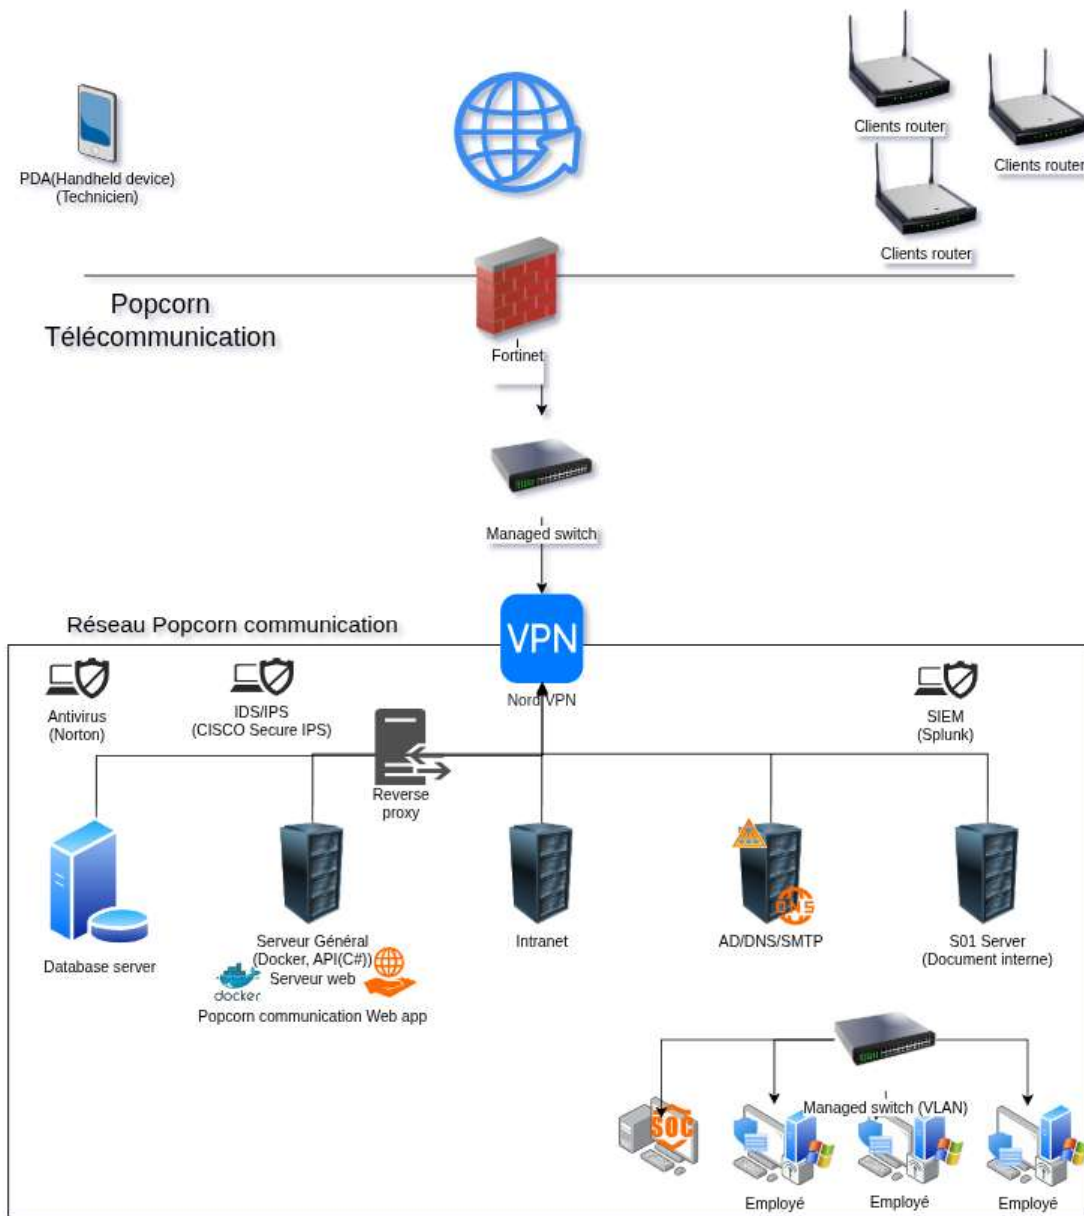 PDA(Handheld device)
(Technicien)
Clients router
Clients router
Clients router
Popcorn
Télécommunication
Fortinet
Managed switch
Réseau Popcorn communication
VPN
Nord VPN
Antivirus
(Norton)
IDS/IPS
(CISCO Secure IPS)
SIEM
(Splunk)
Reverse
proxy
Database server
Serveur Général
(Docker, API(C#))
Serveur web
docker
Popcorn communication Web app
Intranet
DNS
AD/DNS/SMTP
S01 Server
(Document interne)
Managed switch (VLAN)
SOC
Employé
Employé
Employé